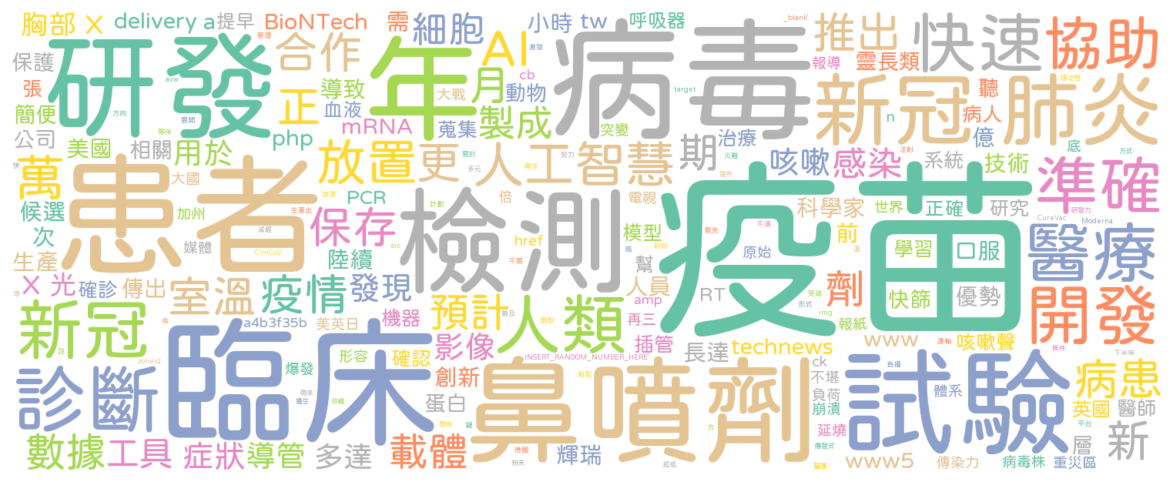 胸部 X delivery a 提早 BioNTech 需 細胞 小時 tw 呼吸器 推出 快速 協助
研發 合作 年 AI 月 cb 動物 病毒 報導 靈長類
保護 張 導致 大戰 製成 target 新冠肺炎 聽 病人
簡便 正 血液 mRNA 蒐集 突變 治療 n 億
公司 美國 相關 用於 php 放置 更 人工智慧 期 咳嗽 感染 系統 技術 底 準確
萬 患者 大國 PCR 倍 電視 檢測 疫苗 科學家 世界 正確 研究 CureVac Moderna
候選 加州 保存 href 模型 前 原始 學習 口服 醫療
次 媒體 陸續 src 幫 快篩 優勢
生產 X 光 確診 傳出 室溫 疫情 發現 人員 RT 劑 形式 img 開發
新冠 a4b3f35b 美英日 機器 預計 人類 amp 再三 報紙 www 咳嗽聲
形容 確認 影像 INSERT_RANDOM_NUMBER_HERE 插管 長達 technews
診斷 臨床 爆發 創新 鼻噴劑 ck 不堪 試驗 體系 病患
蛋白 負荷 崩潰 英國 醫師
數據 工具 症狀 導管 多達 載體 輝瑞 延燒 層 新
德國 www5 傳染力 病毒株 重災區